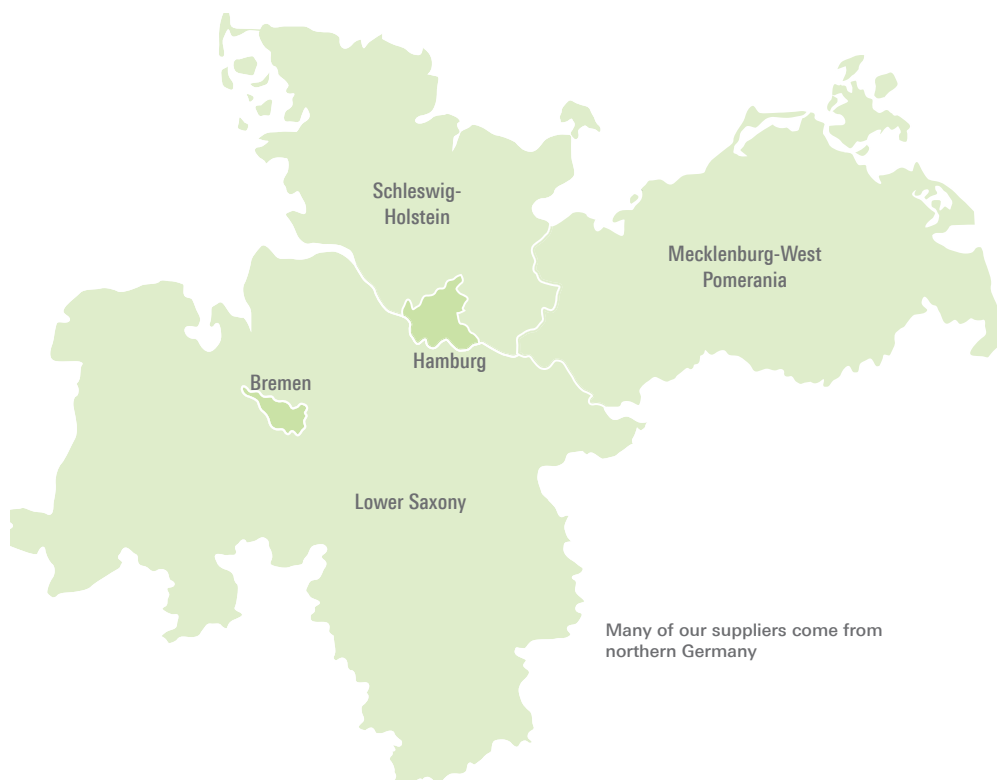 Schleswig-
Holstein
Mecklenburg-West
Pomerania
Hamburg
Bremen
Lower Saxony
Many of our suppliers come from
northern Germany